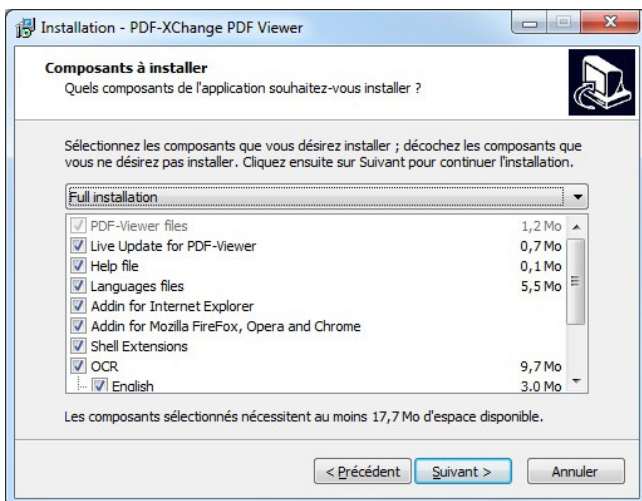 Installation - PDF-XChange PDF Viewer
Composants à installer
Quels composants de l'application souhaitez-vous installer ?
Sélectionnez les composants que vous désirez installer ; décochez les composants que
vous ne désirez pas installer. Cliquez ensuite sur Suivant pour continuer l'installation.
Full installation
PDF-Viewer files 1,2 Mo
Live Update for PDF-Viewer 0,7 Mo
Help file 0,1 Mo
Languages files 5,5 Mo
Addin for Internet Explorer
Addin for Mozilla FireFox, Opera and Chrome
Shell Extensions
OCR 9,7 Mo
English 3,0 Mo
Les composants sélectionnés nécessitent au moins 17,7 Mo d'espace disponible.
< Précédent Suivant > Annuler